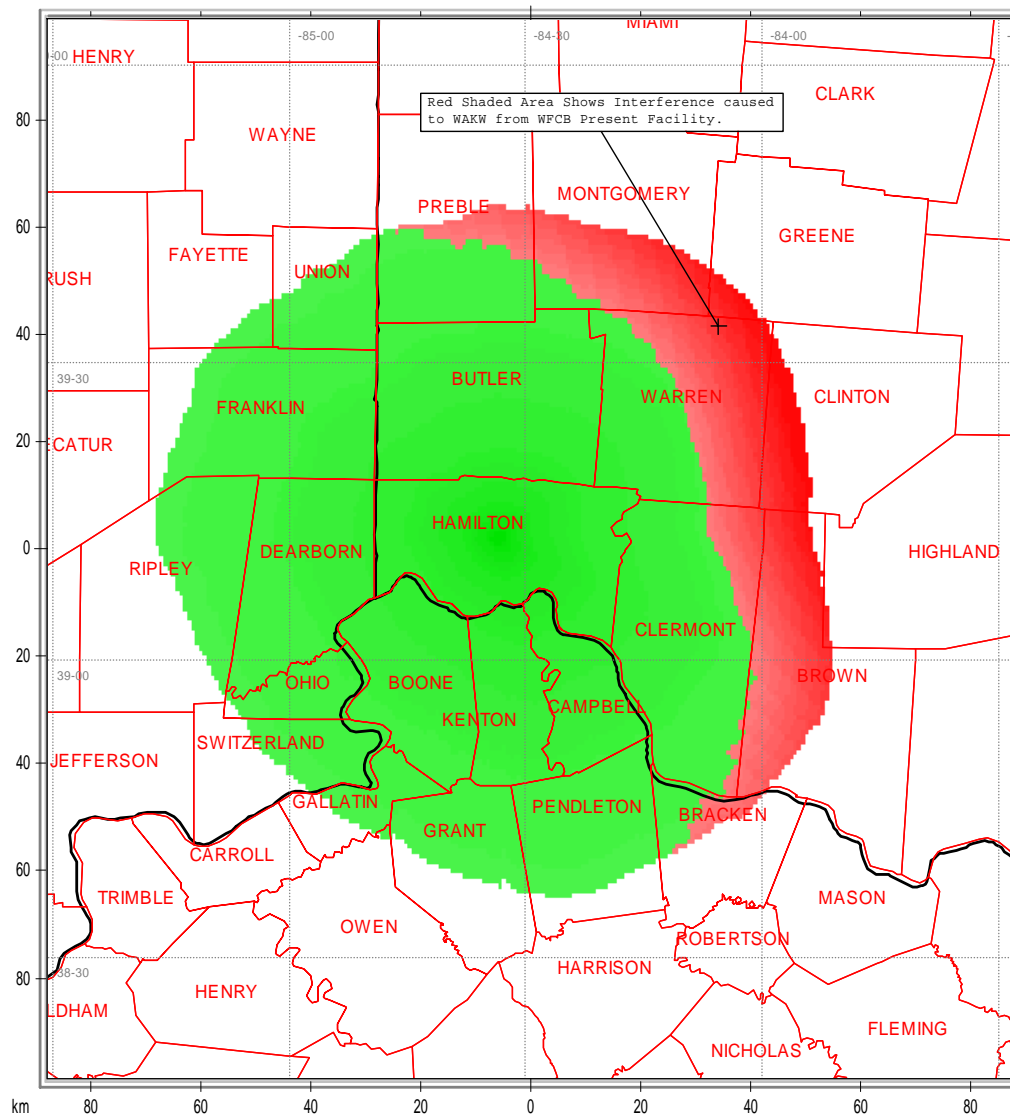 MIAMI
-85-00
-84-30
-84-00
-00
HENRY
CLARK
Red Shaded Area Shows Interference caused
to WAKW from WFCB Present Facility.
80
WAYNE
MONTGOMERY
PREBLE
60
GREENE
FAYETTE
UNION
RUSH
40
39-30
BUTLER
FRANKLIN
WARREN
CLINTON
20
ECATUR
HAMILTON
0
DEARBORN
HIGHLAND
RIPLEY
CLERMONT
20
39-00
OHIO
BOONE
BROWN
CAMPBELL
KENTON
SWITZERLAND
40
JEFFERSON
GALLATIN
PENDLETON
BRACKEN
GRANT
CARROLL
60
TRIMBLE
MASON
OWEN
ROBERTSON
HARRISON
38-30
80
HENRY
LDHAM
FLEMING
NICHOLAS
km
80
60
40
20
0
20
40
60
80